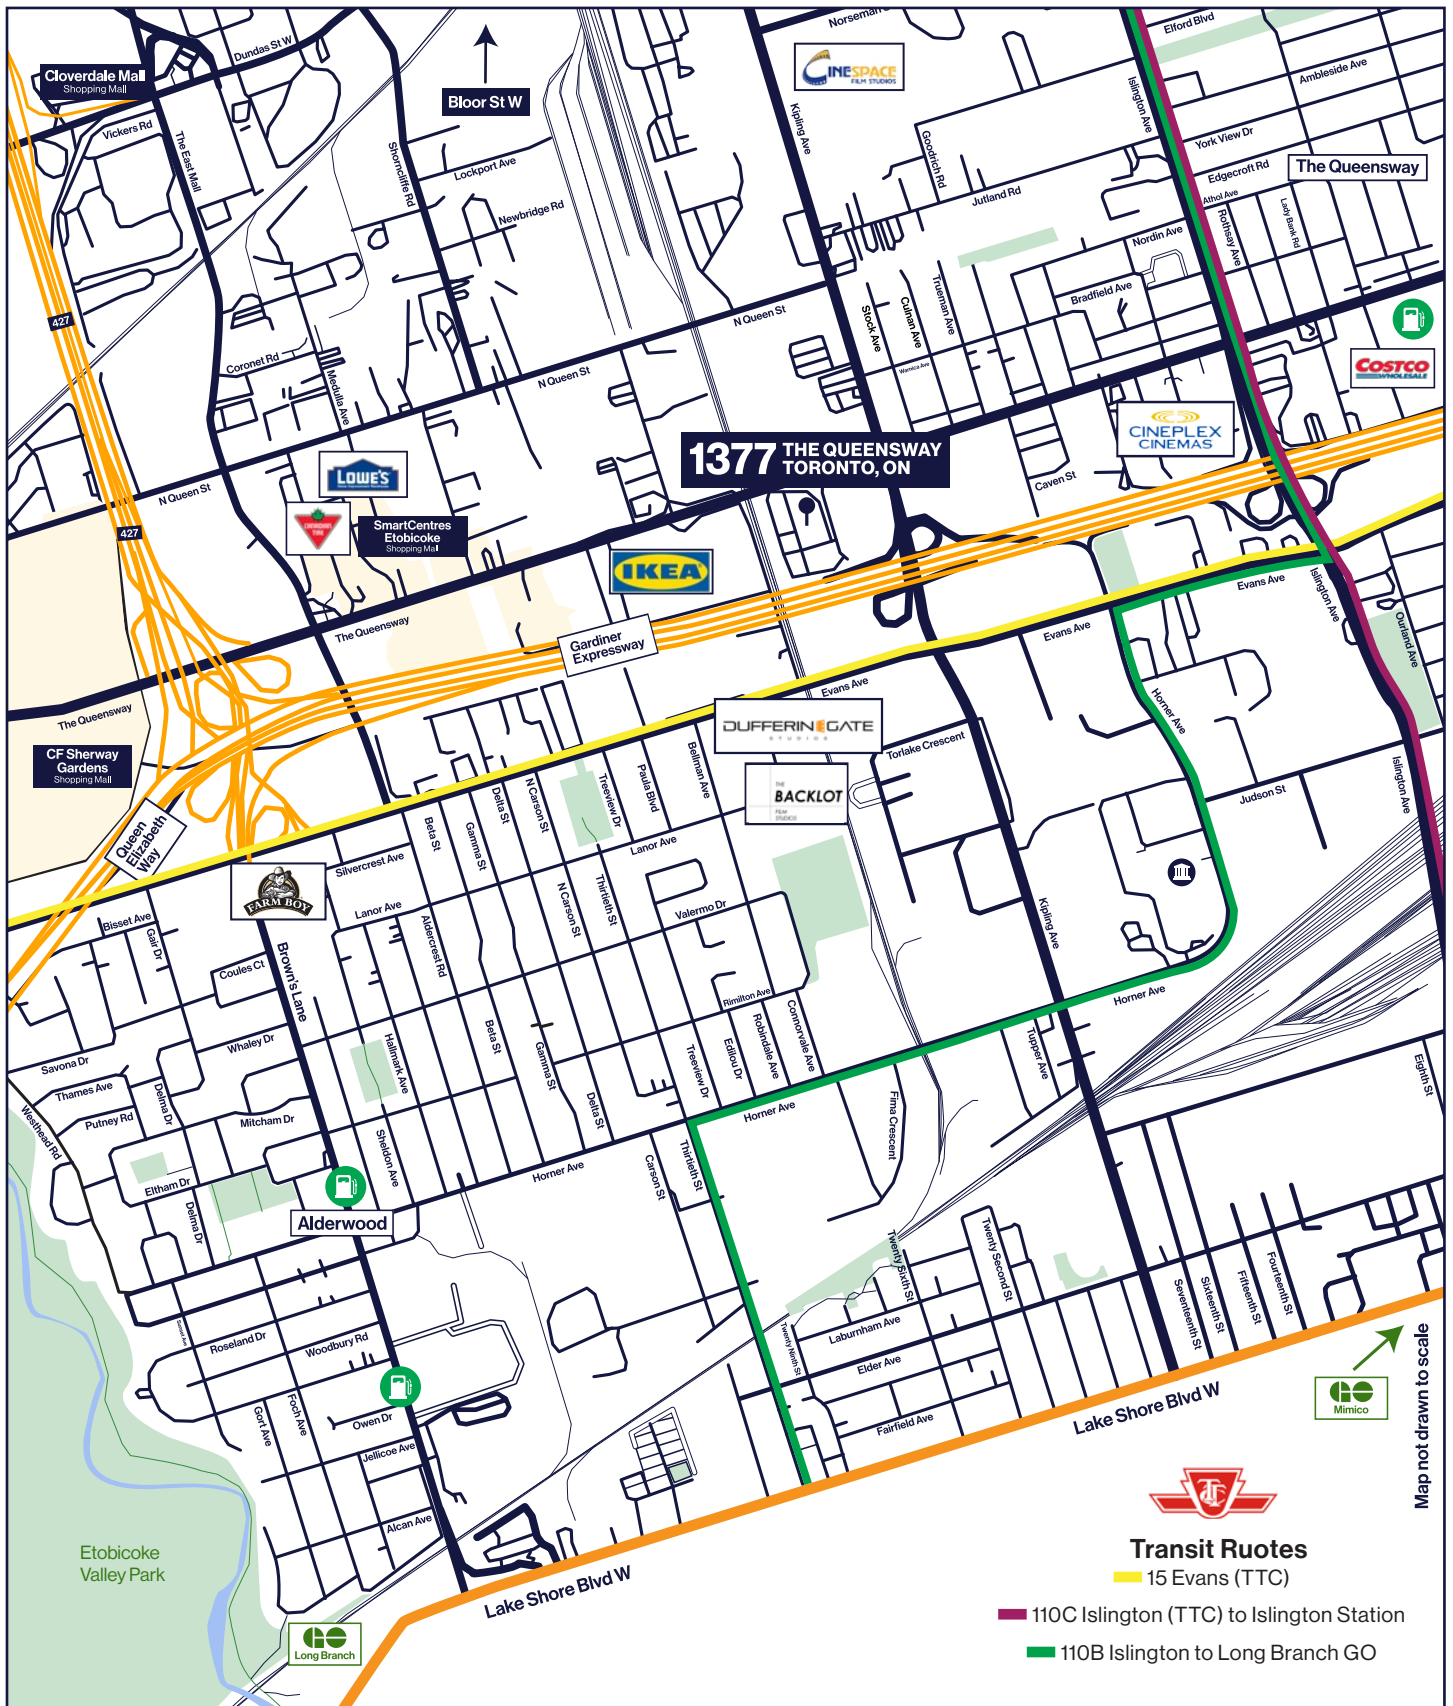 Norseman
Elford Blvd
Dundas St W
Cloverdale Mall
Shopping Mall
Bloor St W
CINESPACE
FILM STUDIOS
Ambleside Ave
Islington Ave
Kipling Ave
Vickers Rd
The East Mall
Shorncliffe Rd
Lockport Ave
Goodrich Rd
York View Dr
Edgecroft Rd
The Queensway
Jutland Rd
Athol Ave
Newbridge Rd
Rothsay Ave
Lady Bank Rd
Nordin Ave
Bradfield Ave
Trueman Ave
Culnan Ave
Stock Ave
427
N Queen St
Coronet Rd
Medulla Ave
N Queen St
Warnica Ave
COSTCO
WHOLESALE
CINEPLEX
CINEMAS
1377 THE QUEENSWAY
TORONTO, ON
LOWE'S
N Queen St
Caven St
CANADIAN
TIRE
SmartCentres
Etobicoke
Shopping Mall
427
IKEA
Evans Ave
Islington Ave
The Queensway
Gardiner
Expressway
Evans Ave
Ourland Ave
The Queensway
Evans Ave
Horner Ave
DUFFERIN GATE
STUDIOS
CF Sherway
Gardens
Shopping Mall
Torlake Crescent
Bellman Ave
Paula Blvd
Treeview Dr
N Carson St
Delta St
THE
BACKLOT
FILM
STUDIOS
Judson St
Islington Ave
Queen
Elizabeth
Way
Beta St
Gamma St
Lanor Ave
Silvercrest Ave
FARM BOY
Thirtieth St
N Carson St
Lanor Ave
Valermo Dr
Bisset Ave
Gair Dr
Aldercrest Rd
Kipling Ave
Coules Ct
Brown's Lane
Rimilton Ave
Horner Ave
Connorvale Ave
Robindale Ave
Edilou Dr
Treeview Dr
Whaley Dr
Hallmark Ave
Beta St
Gamma St
Tupper Ave
Savona Dr
Thames Ave
Delma Dr
Putney Rd
Mitcham Dr
Delta St
Horner Ave
Fima Crescent
Eighth St
Westhead Rd
Sheldon Ave
Horner Ave
Carson St
Thirtieth St
Eltham Dr
Delma Dr
Alderwood
Twenty Sixth St
Twenty Second St
Seventeenth St
Sixteenth St
Fifteenth St
Fourteenth St
Roseland Dr
Woodbury Rd
Laburnham Ave
Twenty Ninth St
Elder Ave
Gort Ave
Foch Ave
Owen Dr
Fairfield Ave
Lake Shore Blvd W
GO
Mimico
Map not drawn to scale
Jellicoe Ave
Alcan Ave
TTC
Etobicoke
Valley Park
Lake Shore Blvd W
GO
Long Branch
Transit Ruotes
15 Evans (TTC)
110C Islington (TTC) to Islington Station
110B Islington to Long Branch GO